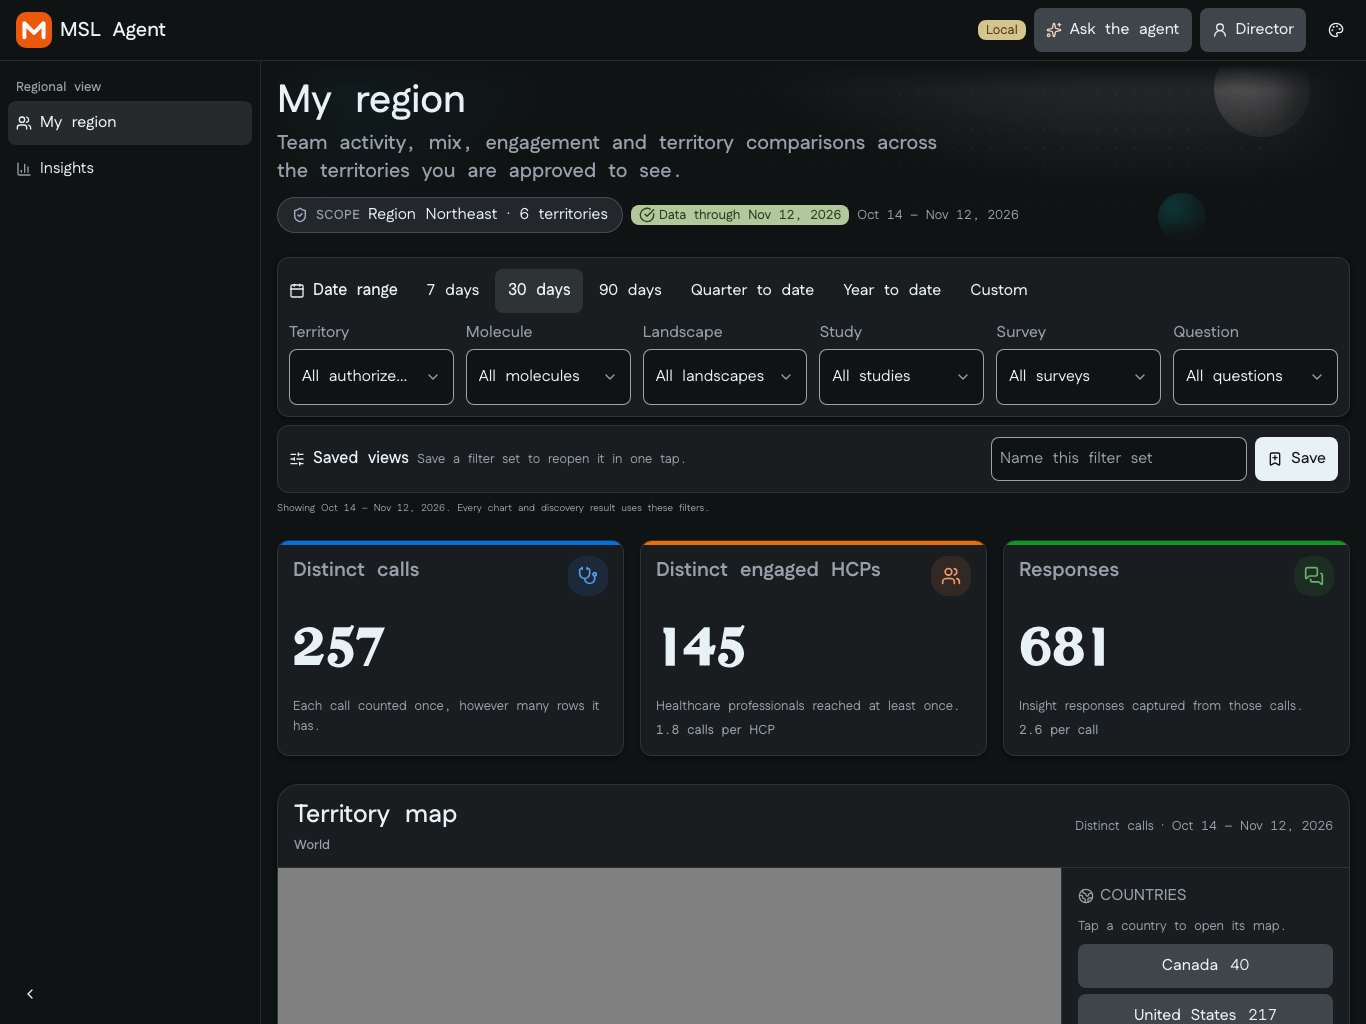 MSL Agent
Local
Ask the agent
Director
Regional view
My region
Insights
My region
Team activity, mix, engagement and territory comparisons across
the territories you are approved to see.
SCOPE Region Northeast · 6 territories
Data through Nov 12, 2026
Oct 14 – Nov 12, 2026
Date range
7 days
30 days
90 days
Quarter to date
Year to date
Custom
Territory
Molecule
Landscape
Study
Survey
Question
All authorize...
All molecules
All landscapes
All studies
All surveys
All questions
Saved views
Save a filter set to reopen it in one tap.
Name this filter set
Save
Showing Oct 14 – Nov 12, 2026. Every chart and discovery result uses these filters.
Distinct calls
257
Each call counted once, however many rows it
has.
Distinct engaged HCPs
145
Healthcare professionals reached at least once.
1.8 calls per HCP
Responses
681
Insight responses captured from those calls.
2.6 per call
Territory map
World
Distinct calls · Oct 14 – Nov 12, 2026
COUNTRIES
Tap a country to open its map.
Canada 40
United States 217